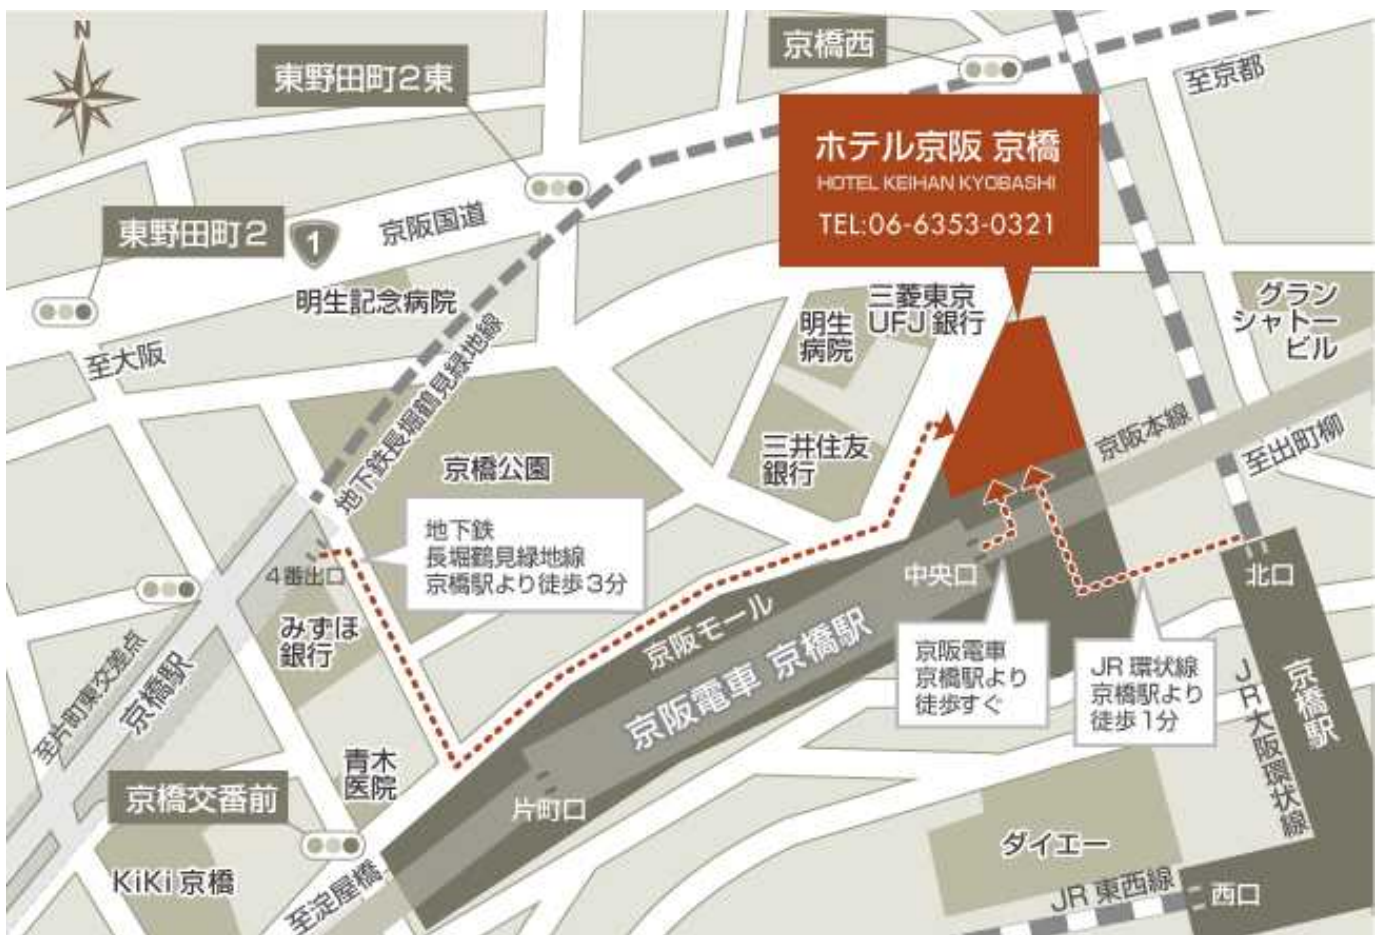 N
東野田町2東
京橋西
至京都
ホテル京阪 京橋
HOTEL KEIHAN KYOBASHI
TEL:06-6353-0321
東野田町2
1
京阪国道
明生記念病院
至大阪
地下鉄長堀鶴見緑地線
明生
病院
三菱東京
UFJ銀行
グラン
シャトー
ビル
京橋公園
三井住友
銀行
京阪本線
至出町柳
地下鉄
長堀鶴見緑地線
京橋駅より徒歩3分
4番出口
みずほ
銀行
中央口
北口
京阪モール
京阪電車 京橋駅
京阪電車
京橋駅より
徒歩すぐ
JR環状線
京橋駅より
徒歩1分
JR大阪環状線
京橋駅
至片町東交差点
京橋駅
青木
医院
京橋交番前
片町口
KiKi京橋
至淀屋橋
ダイエー
JR東西線
西口